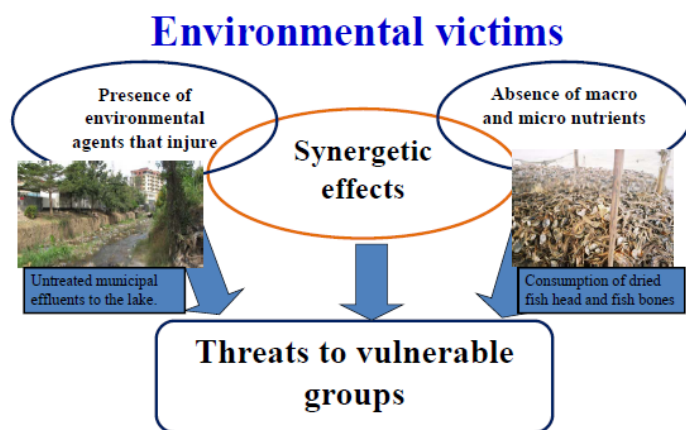 Environmental victims
Presence of
environmental
agents that injure
Absence of macro
and micro nutrients
Synergetic
effects
Untreated municipal
effluents to the lake.
Consumption of dried
fish head and fish bones
Threats to vulnerable
groups